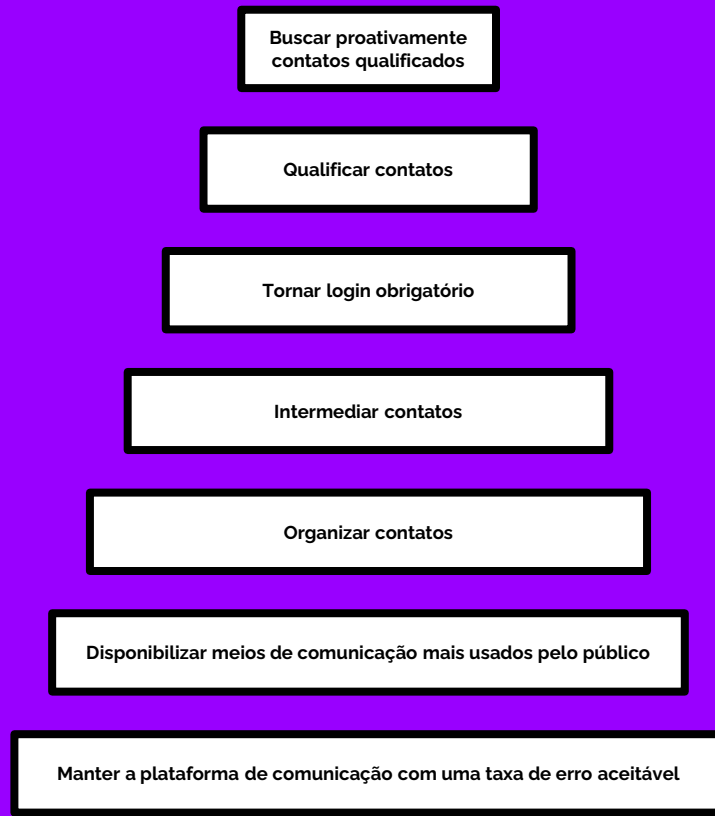 Buscar proativamente
contatos qualificados
Qualificar contatos
Tornar login obrigatório
Intermediar contatos
Organizar contatos
Disponibilizar meios de comunicação mais usados pelo público
Manter a plataforma de comunicação com uma taxa de erro aceitável